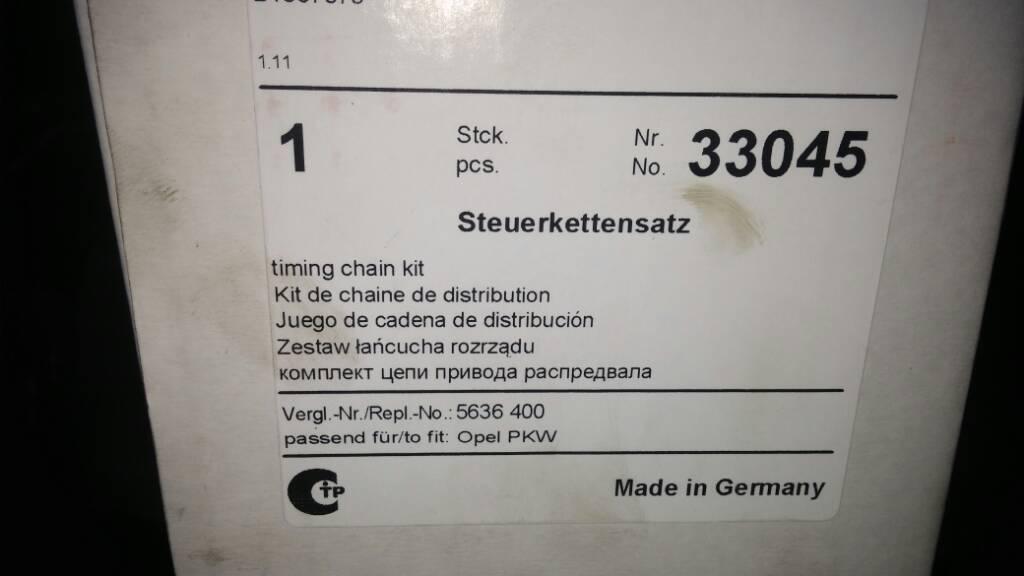 1.11
1 Stck. pcs. Nr. No. 33045
Steuerkettensatz
timing chain kit
Kit de chaine de distribution
Juego de cadena de distribución
Zestaw łańcucha rozrządu
комплект цепи привода распредвала
Vergl.-Nr./Repl.-No.: 5636 400
passend für/to fit: Opel PKW
CTP Made in Germany